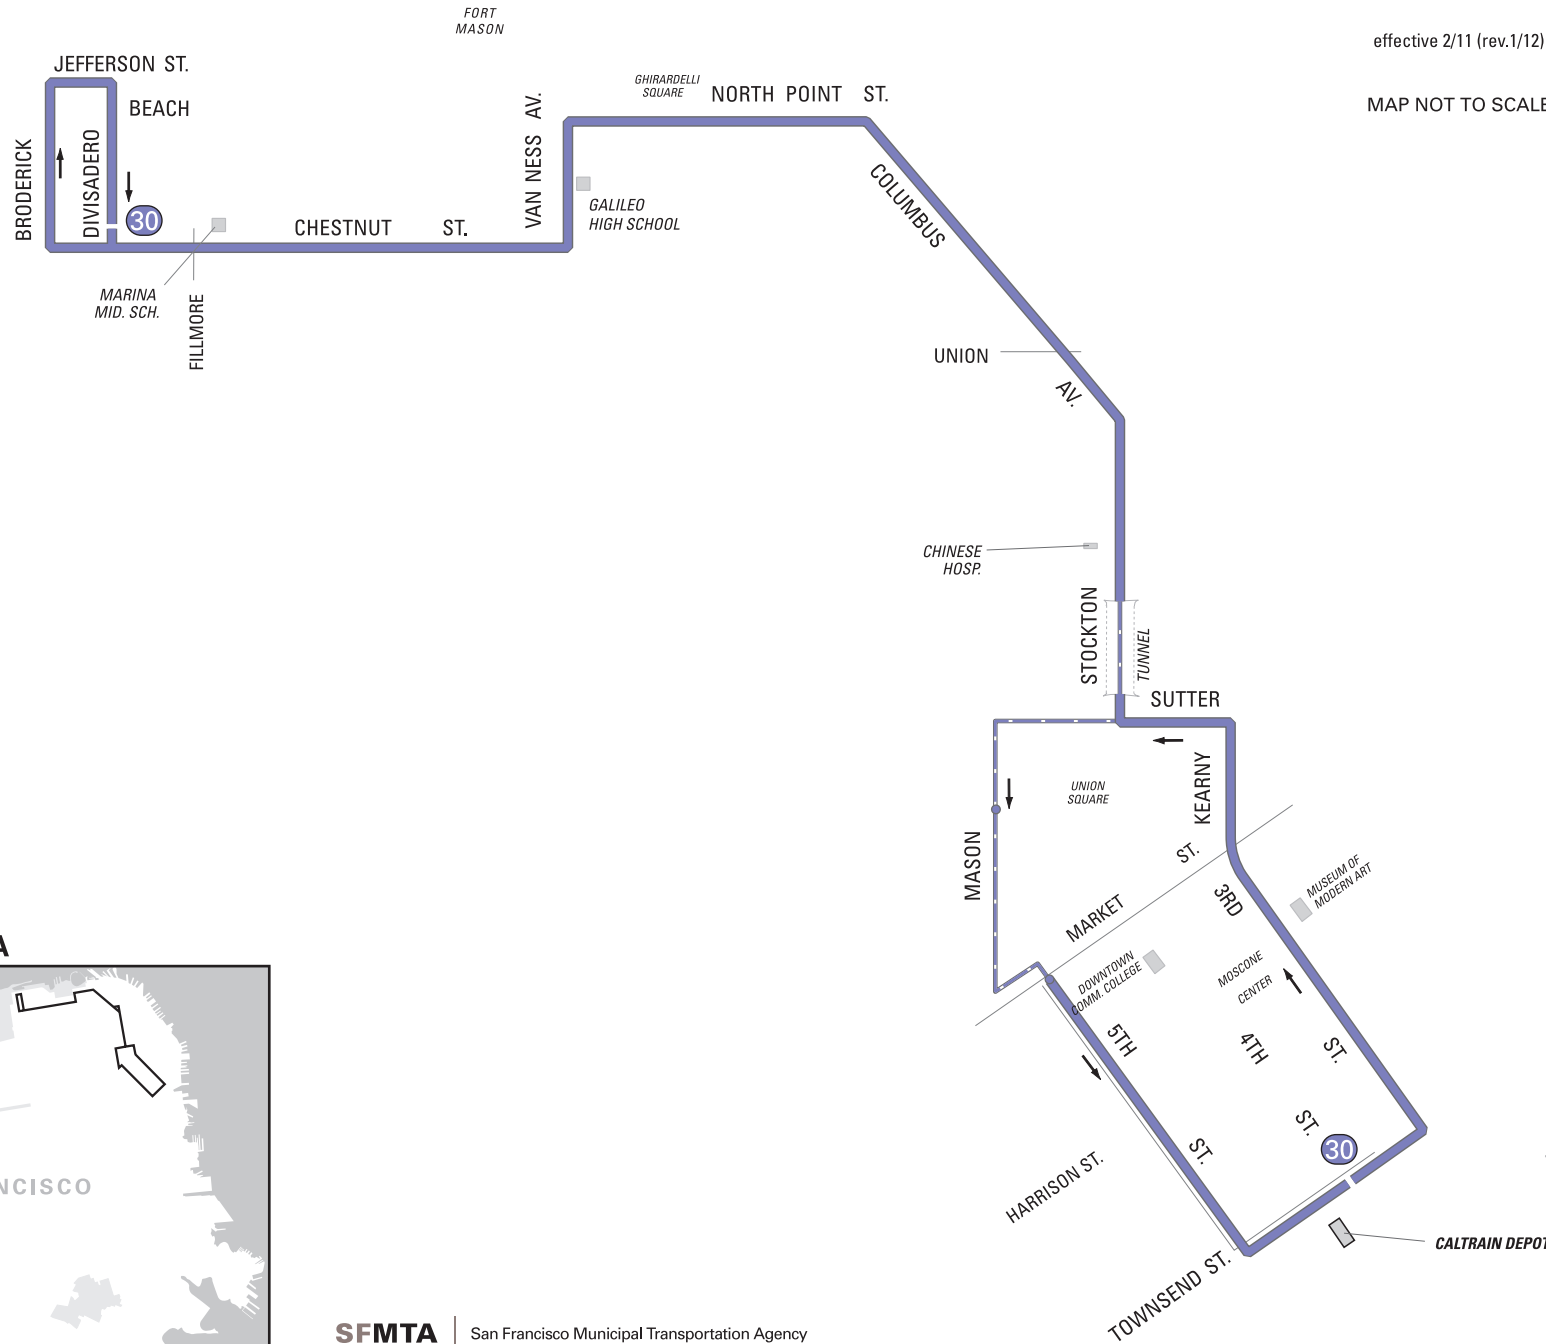 FORT
MASON
effective 2/11 (rev.1/12)
JEFFERSON ST.
GHIRARDELLI
SQUARE
NORTH POINT ST.
MAP NOT TO SCALE
BEACH
BRODERICK
DIVISADERO
30
VAN NESS AV.
GALILEO
HIGH SCHOOL
COLUMBUS
AV.
CHESTNUT ST.
MARINA
MID. SCH.
FILLMORE
UNION
CHINESE
HOSP.
STOCKTON
TUNNEL
SUTTER
UNION
SQUARE
KEARNY
MASON
MARKET ST.
MUSEUM OF
MODERN ART
3RD ST.
DOWNTOWN
COMM. COLLEGE
MOSCONE
CENTER
5TH ST.
4TH ST.
30
HARRISON ST.
TOWNSEND ST.
CALTRAIN DEPOT
A
NCISCO
SFMTA San Francisco Municipal Transportation Agency